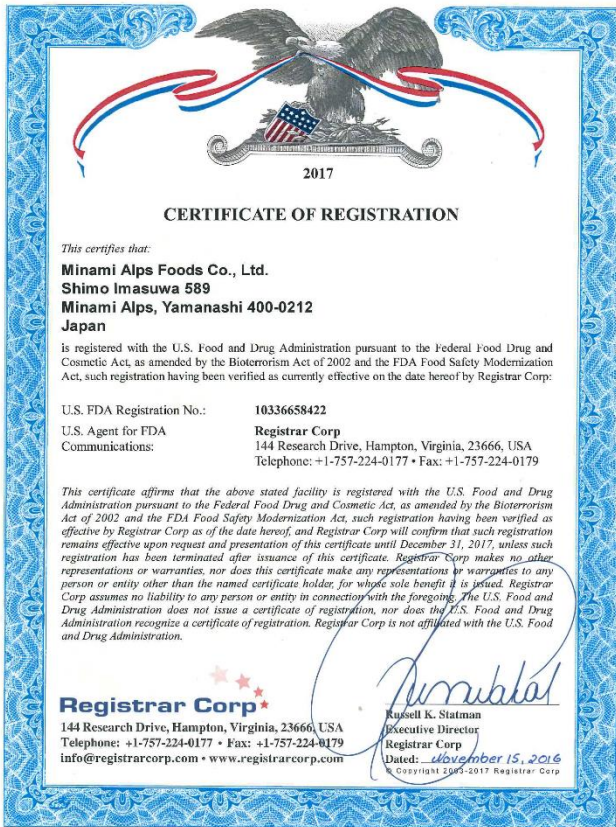 2017
CERTIFICATE OF REGISTRATION
This certifies that:
Minami Alps Foods Co., Ltd.
Shimo Imasuwa 589
Minami Alps, Yamanashi 400-0212
Japan
is registered with the U.S. Food and Drug Administration pursuant to the Federal Food Drug and
Cosmetic Act, as amended by the Bioterrorism Act of 2002 and the FDA Food Safety Modernization
Act, such registration having been verified as currently effective on the date hereof by Registrar Corp:
U.S. FDA Registration No.: 10336658422
U.S. Agent for FDA Registrar Corp
Communications: 144 Research Drive, Hampton, Virginia, 23666, USA
Telephone: +1-757-224-0177 • Fax: +1-757-224-0179
This certificate affirms that the above stated facility is registered with the U.S. Food and Drug
Administration pursuant to the Federal Food Drug and Cosmetic Act, as amended by the Bioterrorism
Act of 2002 and the FDA Food Safety Modernization Act, such registration having been verified as
effective by Registrar Corp as of the date hereof, and Registrar Corp will confirm that such registration
remains effective upon request and presentation of this certificate until December 31, 2017, unless such
registration has been terminated after issuance of this certificate. Registrar Corp makes no other
representations or warranties, nor does this certificate make any representations or warranties to any
person or entity other than the named certificate holder, for whose sole benefit it is issued. Registrar
Corp assumes no liability to any person or entity in connection with the foregoing. The U.S. Food and
Drug Administration does not issue a certificate of registration, nor does the U.S. Food and Drug
Administration recognize a certificate of registration. Registrar Corp is not affiliated with the U.S. Food
and Drug Administration.
Registrar Corp
144 Research Drive, Hampton, Virginia, 23666, USA
Telephone: +1-757-224-0177 • Fax: +1-757-224-0179
info@registrarcorp.com • www.registrarcorp.com
Russell K. Statman
Executive Director
Registrar Corp
Dated: November 15, 2016
© Copyright 2003-2017 Registrar Corp